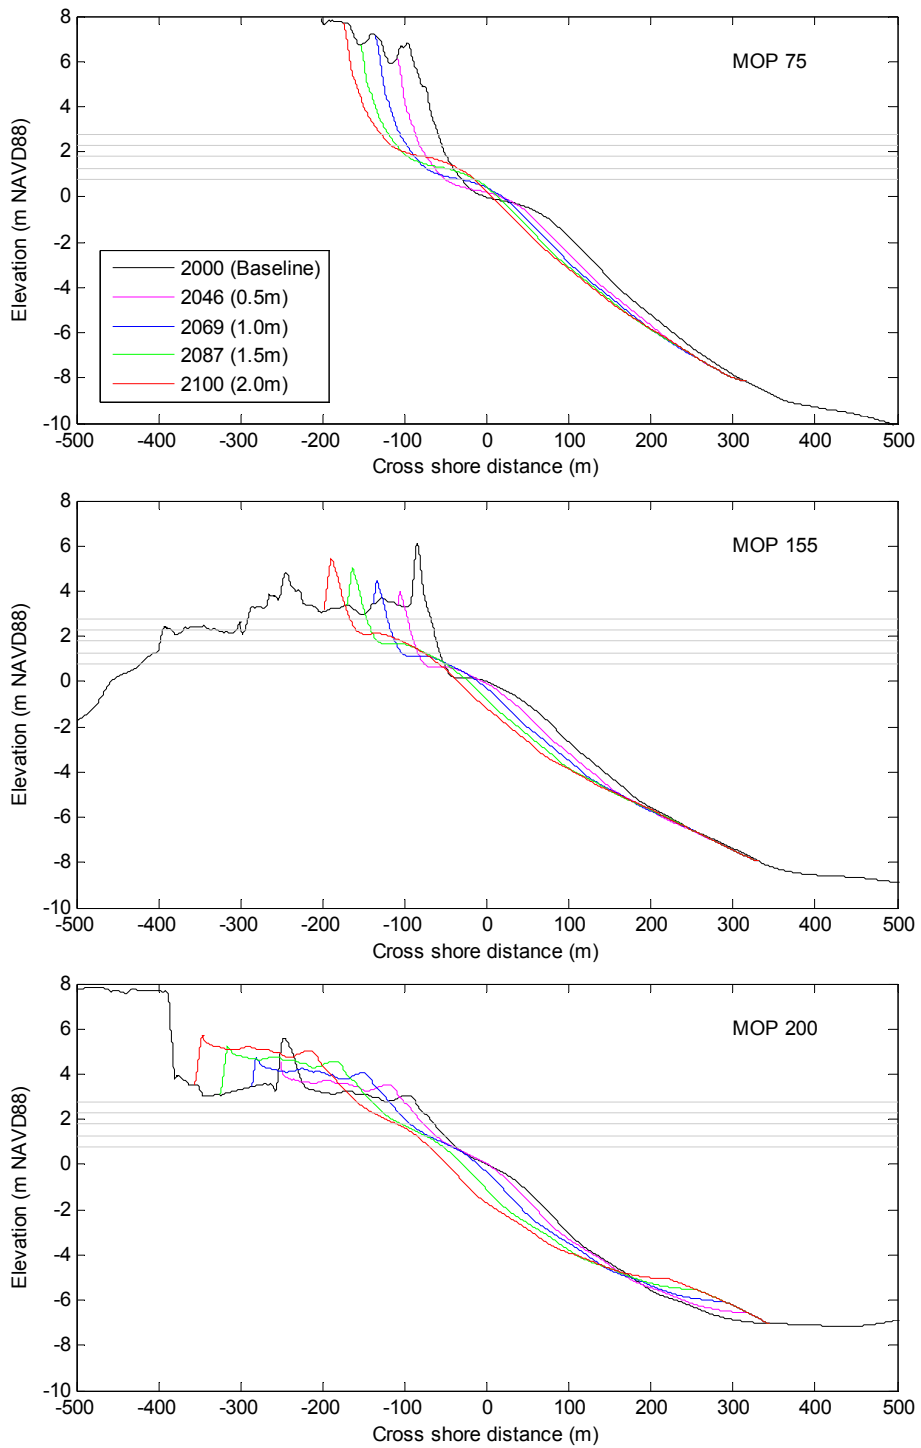 8
6
4
2
0
-2
-4
-6
-8
-10
Elevation (m NAVD88)
MOP 75
2000 (Baseline)
2046 (0.5m)
2069 (1.0m)
2087 (1.5m)
2100 (2.0m)
-500 -400 -300 -200 -100 0 100 200 300 400 500
Cross shore distance (m)
8
6
4
2
0
-2
-4
-6
-8
-10
Elevation (m NAVD88)
MOP 155
-500 -400 -300 -200 -100 0 100 200 300 400 500
Cross shore distance (m)
8
6
4
2
0
-2
-4
-6
-8
-10
Elevation (m NAVD88)
MOP 200
-500 -400 -300 -200 -100 0 100 200 300 400 500
Cross shore distance (m)